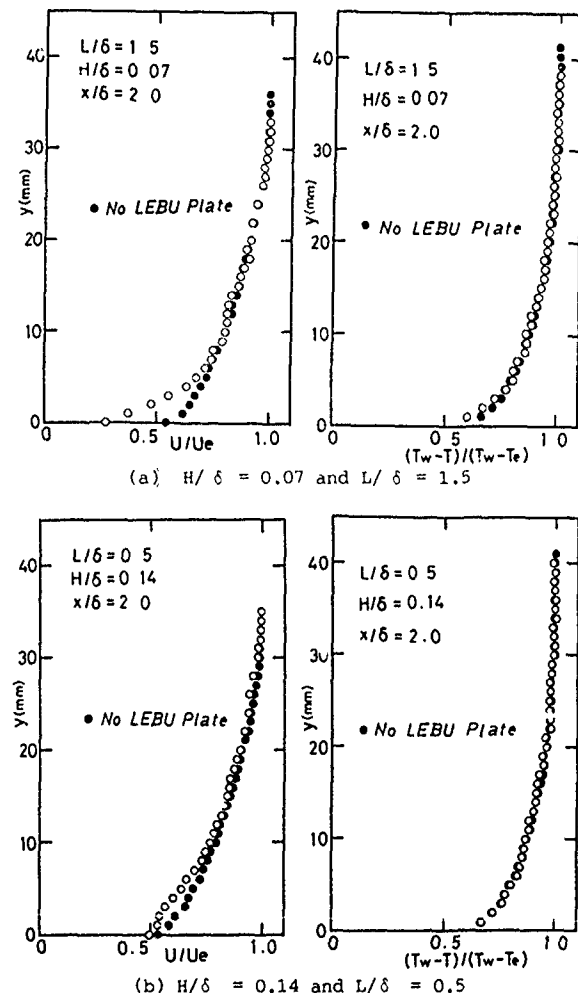 40
L/δ = 1 5
H/δ = 0 07
x/δ = 2 0
30
y(mm)
● No LEBU Plate
20
10
0
0.5
1.0
U/Ue
40
L/δ = 1 5
H/δ = 0 07
x/δ = 2.0
30
y(mm)
● No LEBU Plate
20
10
0
0.5
1 0
(Tw-T)/(Tw-Te)
(a) H/ δ = 0.07 and L/ δ = 1.5
40
L/δ = 0 5
H/δ = 0 14
x/δ = 2 0
30
y(mm)
● No LEBU Plate
20
10
0
0.5
1.0
U/Ue
40
L/δ = 0 5
H/δ = 0.14
x/δ = 2.0
30
y(mm)
● No LEBU Plate
20
10
0
0.5
1 0
(Tw-T)/(Tw-Te)
(b) H/δ = 0.14 and L/δ = 0.5